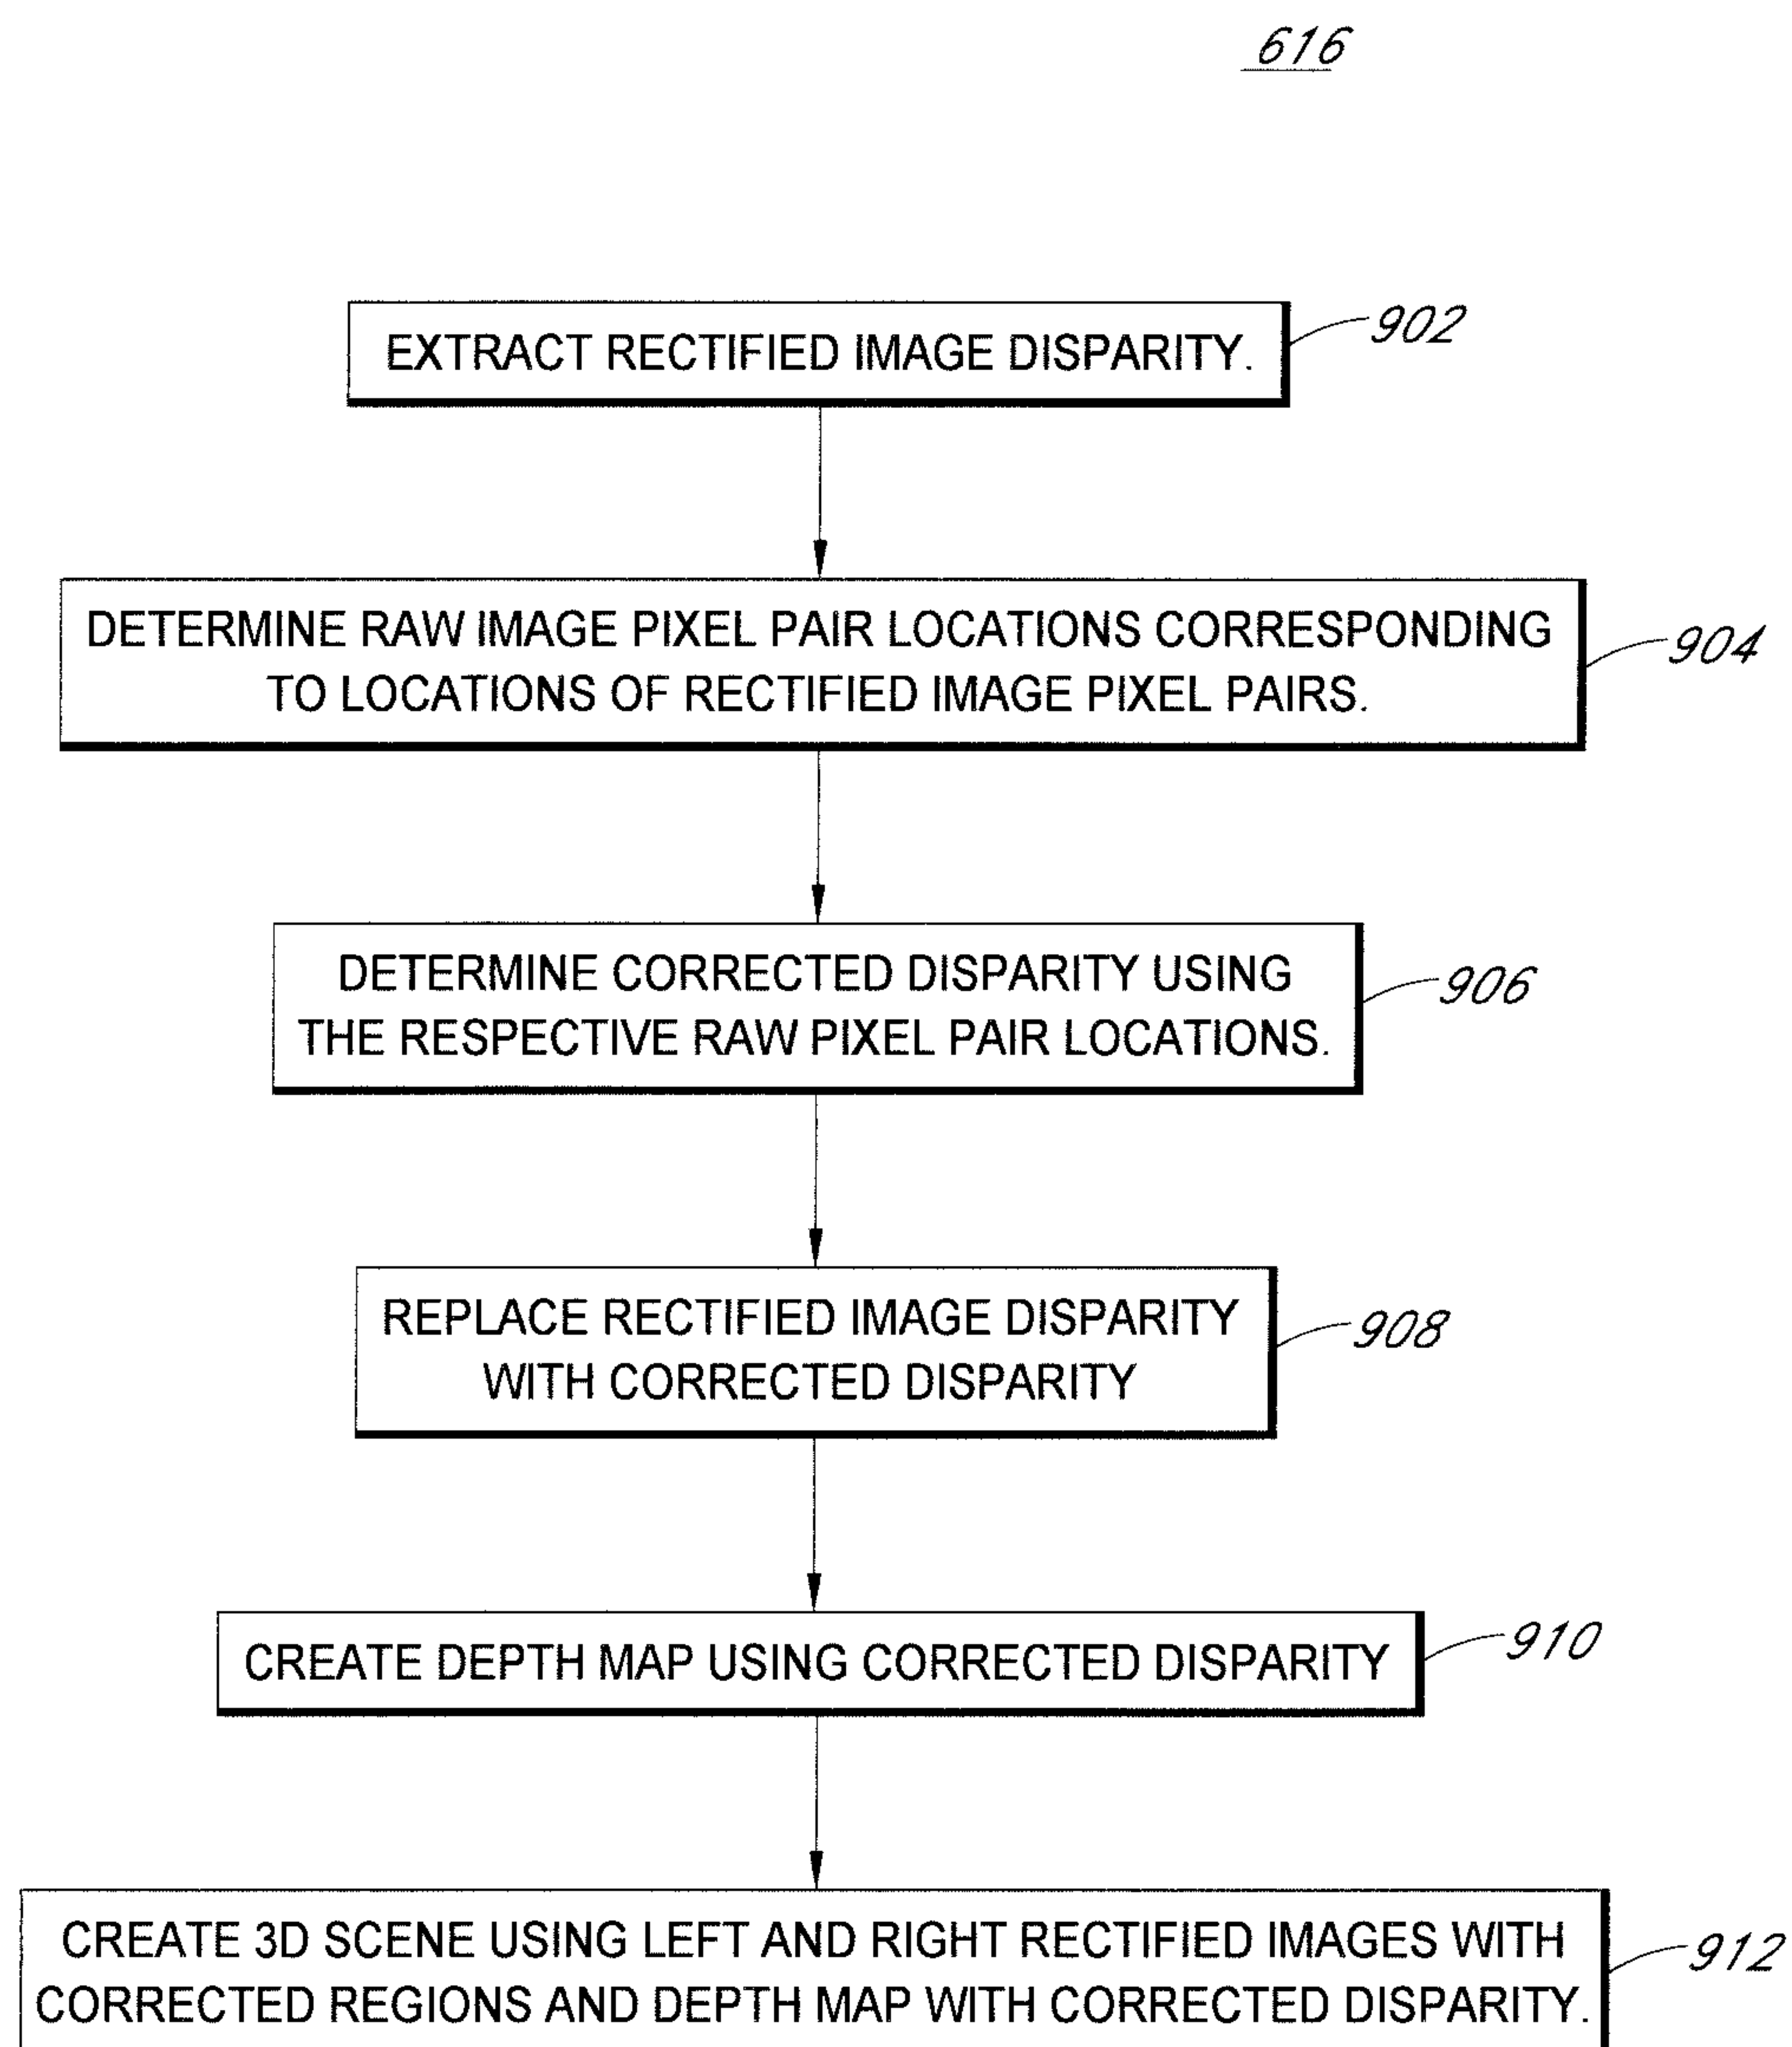 616
EXTRACT RECTIFIED IMAGE DISPARITY.
902
DETERMINE RAW IMAGE PIXEL PAIR LOCATIONS CORRESPONDING
TO LOCATIONS OF RECTIFIED IMAGE PIXEL PAIRS.
904
DETERMINE CORRECTED DISPARITY USING
THE RESPECTIVE RAW PIXEL PAIR LOCATIONS.
906
REPLACE RECTIFIED IMAGE DISPARITY
WITH CORRECTED DISPARITY
908
CREATE DEPTH MAP USING CORRECTED DISPARITY
910
CREATE 3D SCENE USING LEFT AND RIGHT RECTIFIED IMAGES WITH
CORRECTED REGIONS AND DEPTH MAP WITH CORRECTED DISPARITY.
912